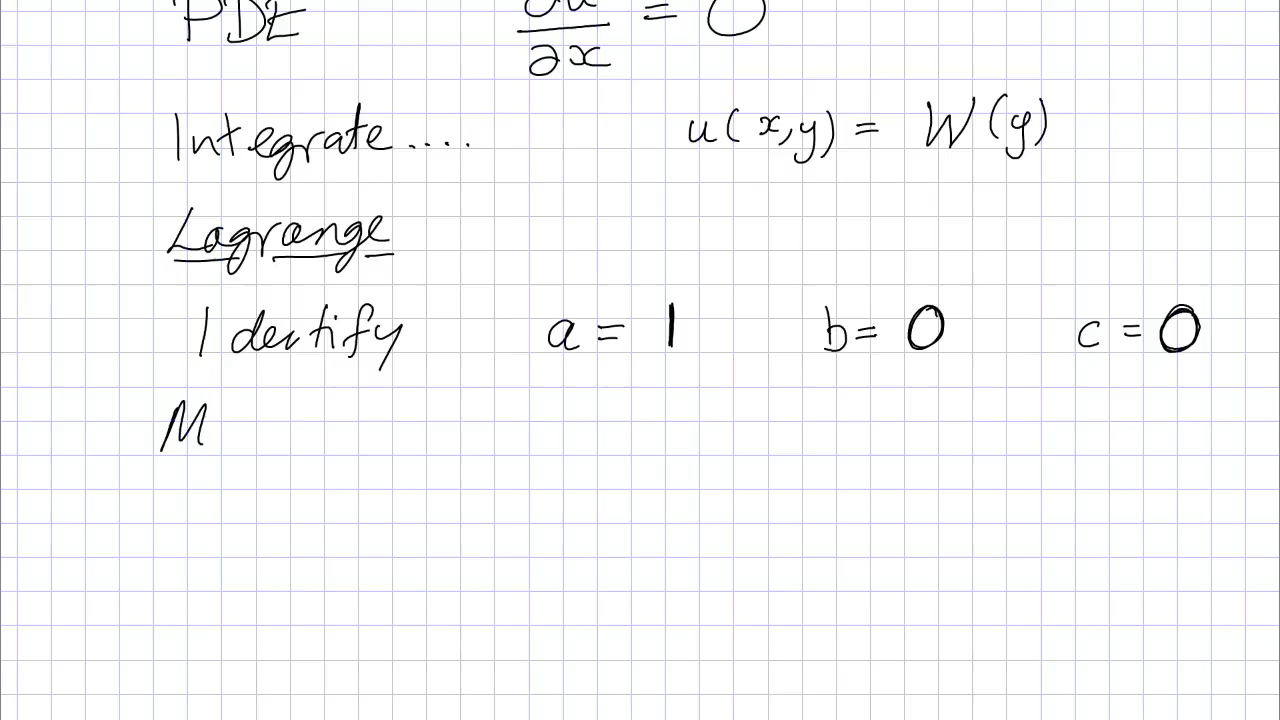 PDE ∂u/∂x = 0
Integrate.... u(x,y) = W(y)
Lagrange
Identify a = 1 b = 0 c = 0
M